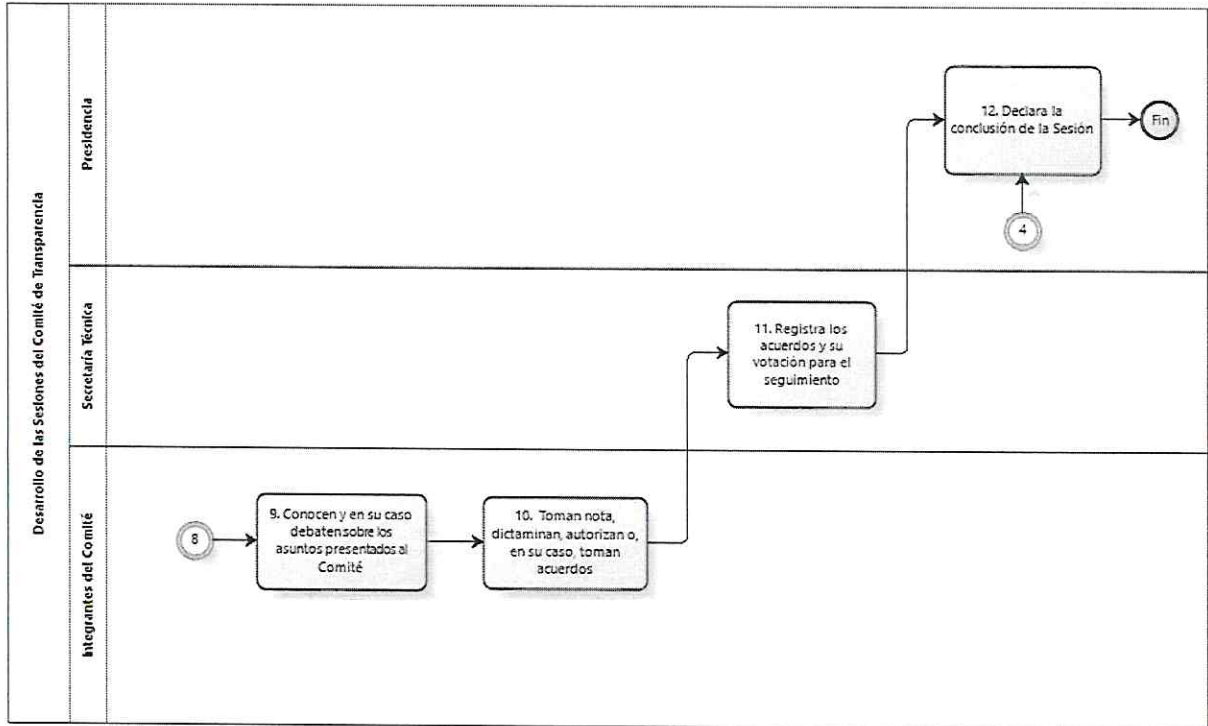 Desarrollo de las Sesiones del Comité de Transparencia
Presidencia
12. Declara la
conclusión de la Sesión
Fin
4
Secretaría Técnica
11. Registra los
acuerdos y su
votación para el
seguimiento
Integrantes del Comité
8
9. Conocen y en su caso
debaten sobre los
asuntos presentados al
Comité
10. Toman nota,
dictaminan, autorizan o,
en su caso, toman
acuerdos